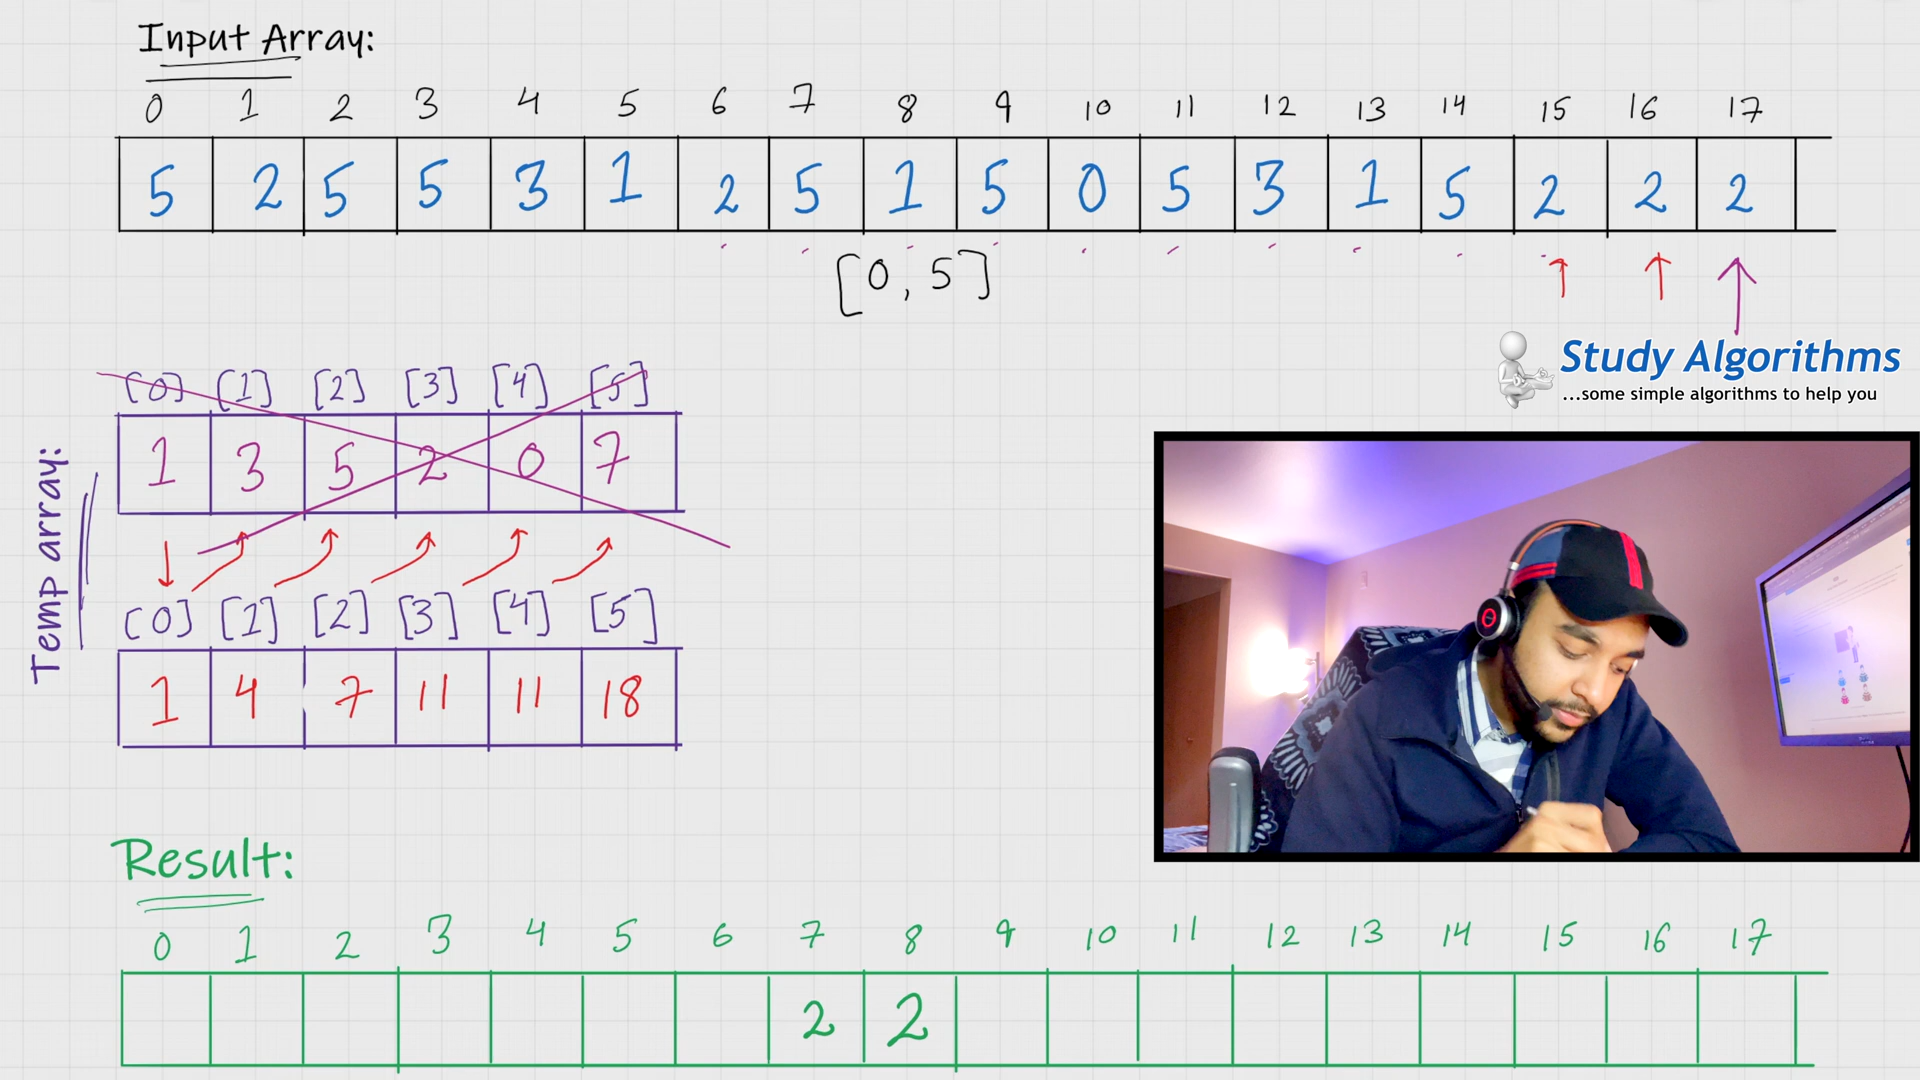 Input Array:
0 1 2 3 4 5 6 7 8 9 10 11 12 13 14 15 16 17
5 2 5 5 3 1 2 5 1 5 0 5 3 1 5 2 2 2
[0, 5]
Study Algorithms
...some simple algorithms to help you
Temp array:
[0] [1] [2] [3] [4] [5]
1 3 5 2 0 7
[0] [1] [2] [3] [4] [5]
1 4 7 11 11 18
Result:
0 1 2 3 4 5 6 7 8 9 10 11 12 13 14 15 16 17
2 2